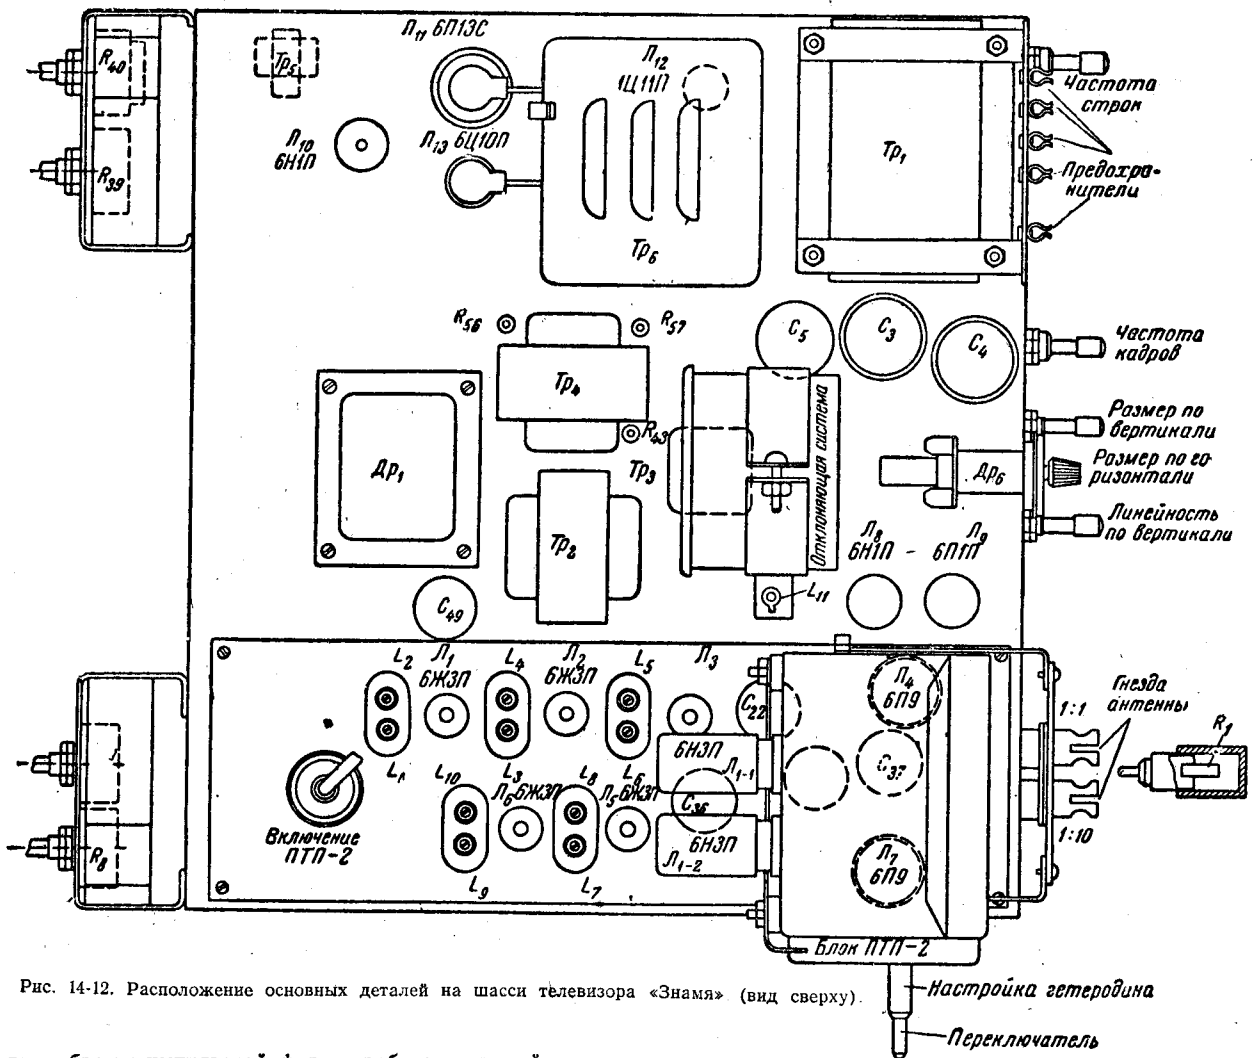 R40
Тр5
Л11 6П13С
Л12
1Ц11П
Частота
строк
Л10
6Н1П
Л13 6Ц10П
Тр1
R39
Предохра-
нители
Тр6
R56
R57
C5
C3
C4
Частота
кадров
Тр4
Размер по
вертикали
R43
Др1
Тр3
Отклоняющая система
Др6
Размер по го-
ризонтали
Тр2
Л8
6Н1П -
Л9
6П1П
Линейность
по вертикали
L11
C49
L2
Л1
6Ж3П
L4
Л2
6Ж3П
L5
Л3
C22
Л4
6П9
1:1
Гнезда
антенны
R1
6Н3П
Л1-1
C37
L1
L10
L3
Л6 6Ж3П
L8
L6
Л5 6Ж3П
C36
Включение
ПТП-2
6Н3П
Л1-2
Л7
6П9
1:10
R8
L9
L7
Блок ПТП-2
Настройка гетеродина
Переключатель
Рис. 14-12. Расположение основных деталей на шасси телевизора «Знамя» (вид сверху).